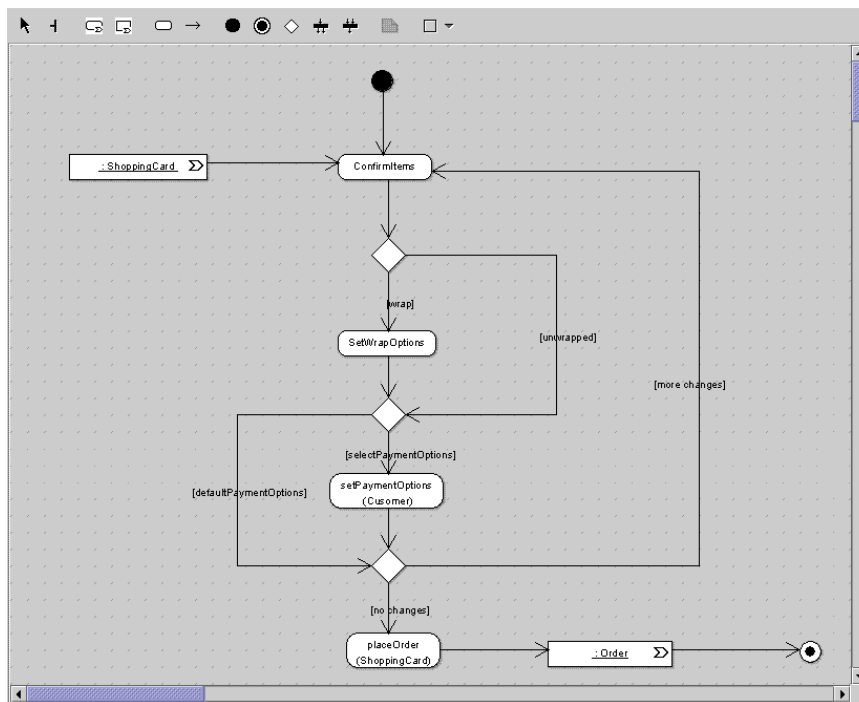 : ShoppingCard
ConfirmItems
[wrap]
SetWrapOptions
[unwrapped]
[more changes]
[selectPaymentOptions]
setPaymentOptions
(Cusomer)
[defaultPaymentOptions]
[no changes]
placeOrder
(ShoppingCard)
: Order